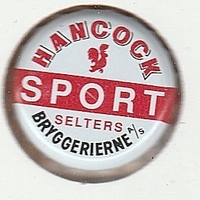 HANCOCK
SPORT
SELTERS
BRYGGERIERNE A/S